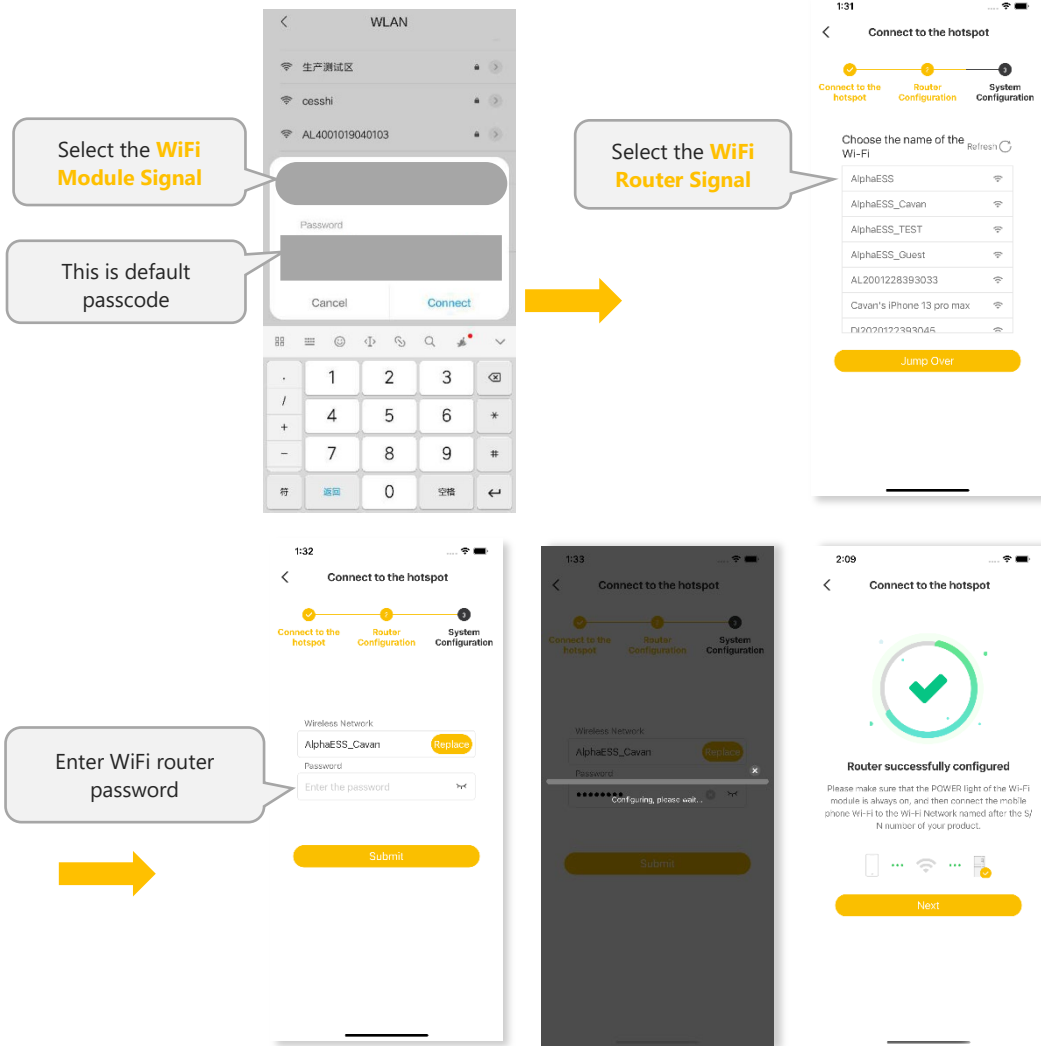 WLAN
生产测试区
cesshi
AL4001019040103
Select the WiFi
Module Signal
Password
This is default
passcode
Cancel
Connect
.
/
+
-
1
2
3
4
5
6
*
7
8
9
#
符
返回
0
空格
1:31
Connect to the hotspot
Connect to the
hotspot
Router
Configuration
3
System
Configuration
Select the WiFi
Router Signal
Choose the name of the
Wi-Fi
Refresh
AlphaESS
AlphaESS_Cavan
AlphaESS_TEST
AlphaESS_Guest
AL2001228393033
Cavan's iPhone 13 pro max
DI2020122393045
Jump Over
1:32
Connect to the hotspot
Connect to the
hotspot
Router
Configuration
3
System
Configuration
Enter WiFi router
password
Wireless Network
AlphaESS_Cavan
Replace
Password
Enter the password
Submit
1:33
Connect to the hotspot
Connect to the
hotspot
Router
Configuration
3
System
Configuration
Wireless Network
AlphaESS_Cavan
Replace
Password
Configuring, please wait...
Submit
2:09
Connect to the hotspot
Router successfully configured
Please make sure that the POWER light of the Wi-Fi
module is always on, and then connect the mobile
phone Wi-Fi to the Wi-Fi Network named after the S/
N number of your product.
Next